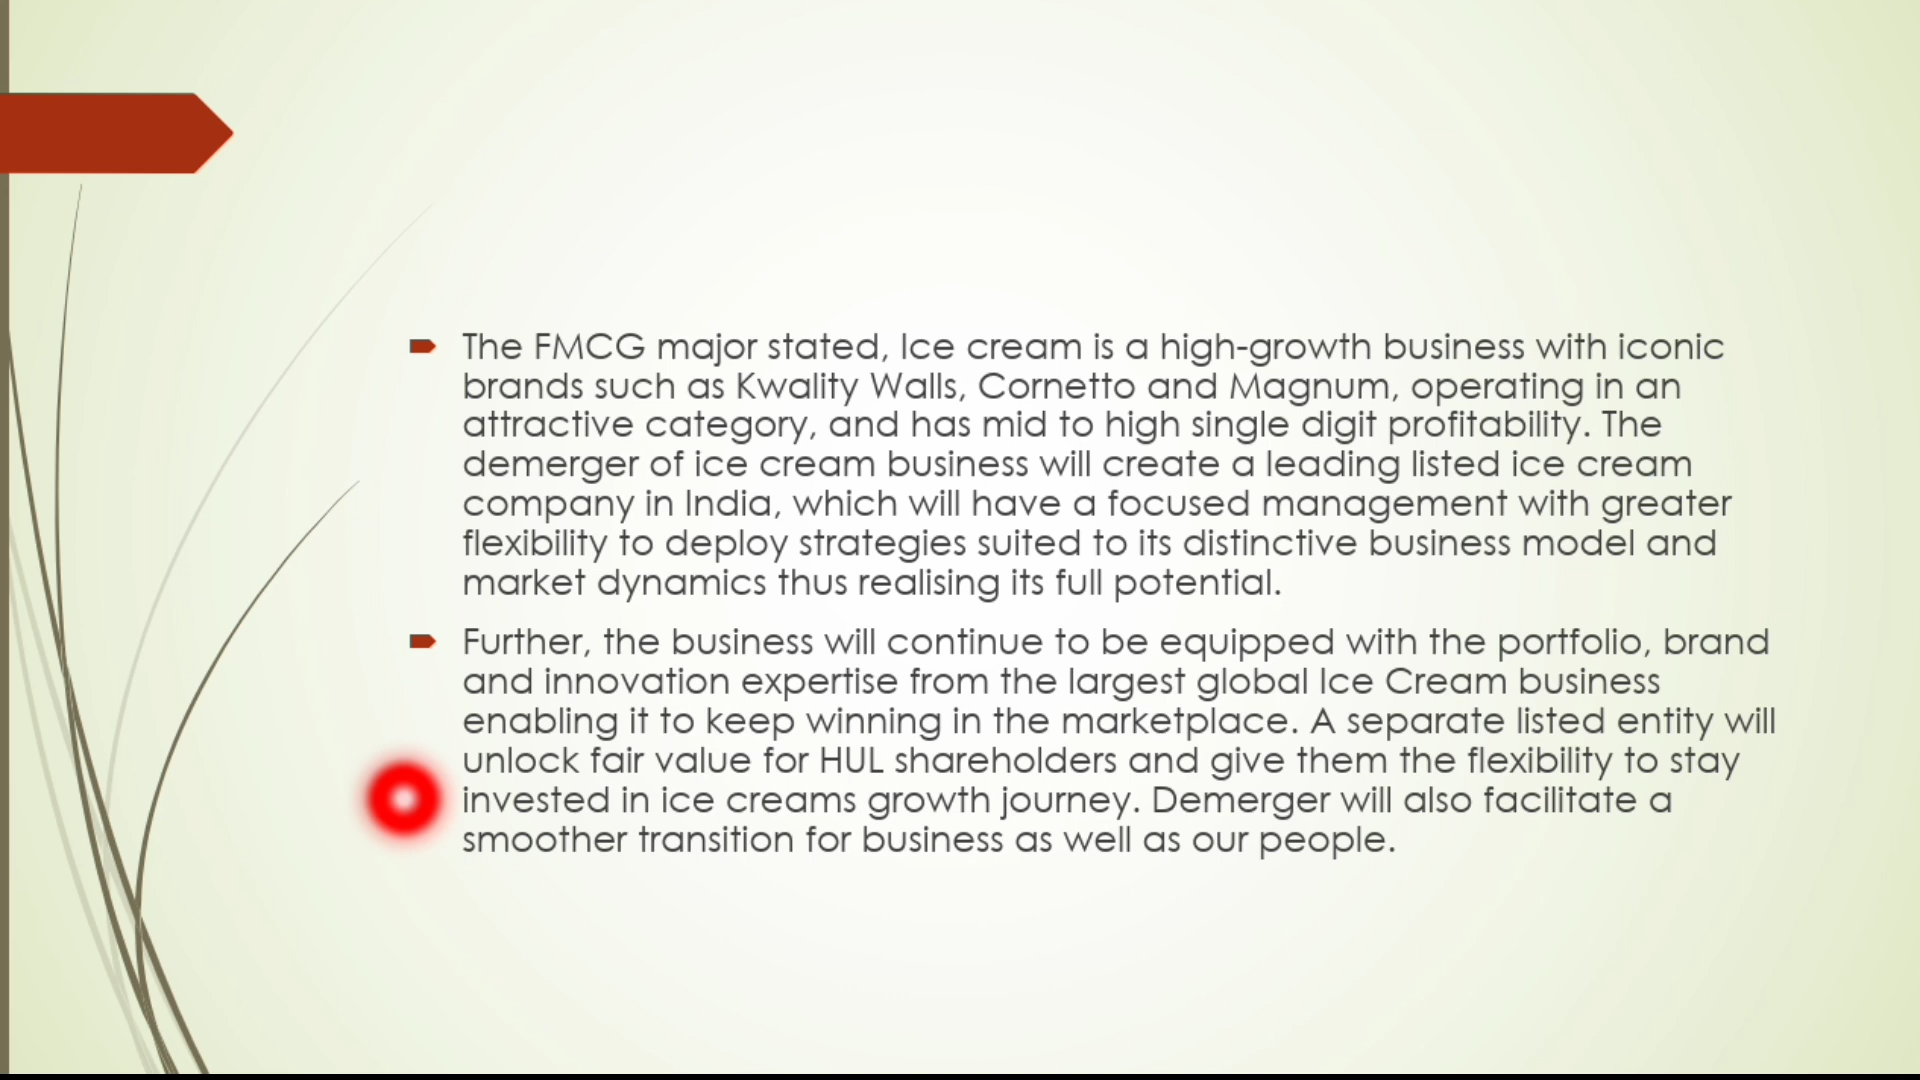 The FMCG major stated, Ice cream is a high-growth business with iconic
brands such as Kwality Walls, Cornetto and Magnum, operating in an
attractive category, and has mid to high single digit profitability. The
demerger of ice cream business will create a leading listed ice cream
company in India, which will have a focused management with greater
flexibility to deploy strategies suited to its distinctive business model and
market dynamics thus realising its full potential.
Further, the business will continue to be equipped with the portfolio, brand
and innovation expertise from the largest global Ice Cream business
enabling it to keep winning in the marketplace. A separate listed entity will
unlock fair value for HUL shareholders and give them the flexibility to stay
invested in ice creams growth journey. Demerger will also facilitate a
smoother transition for business as well as our people.